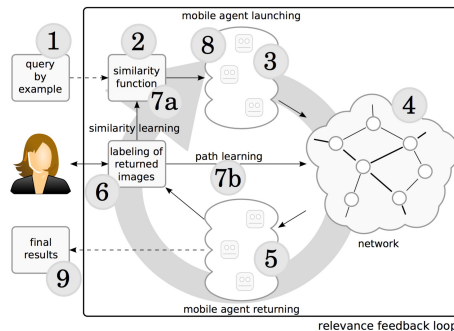 mobile agent launching
1
2
8
3
query
by
example
similarity
function
7a
4
similarity learning
labeling of
returned
images
path learning
7b
6
network
final
results
5
9
mobile agent returning
relevance feedback loop